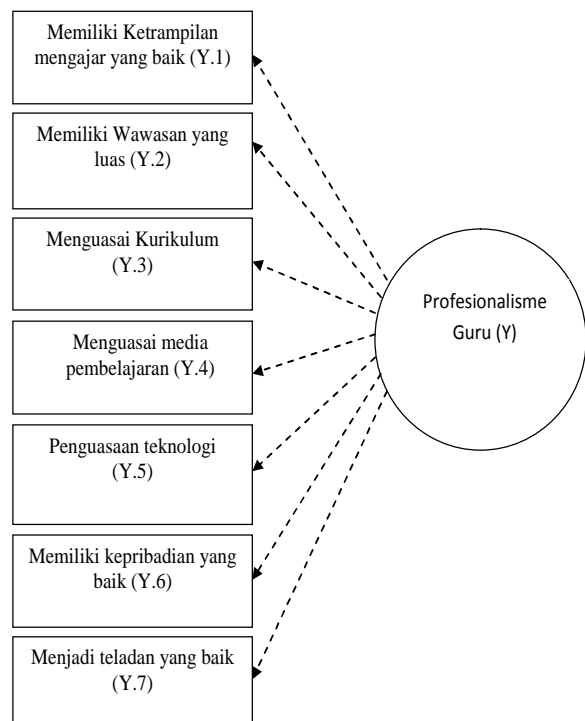 Memiliki Ketrampilan
mengajar yang baik (Y.1)
Memiliki Wawasan yang
luas (Y.2)
Menguasai Kurikulum
(Y.3)
Menguasai media
pembelajaran (Y.4)
Penguasaan teknologi
(Y.5)
Memiliki kepribadian yang
baik (Y.6)
Menjadi teladan yang baik
(Y.7)
Profesionalisme
Guru (Y)